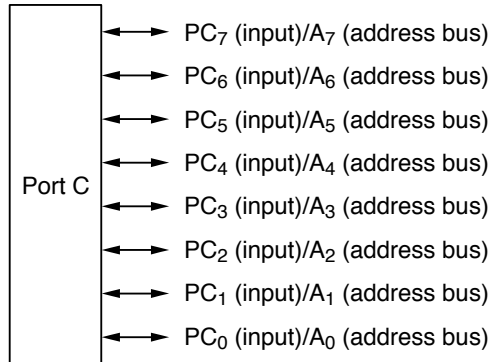 Port C
PC₇ (input)/A₇ (address bus)
PC₆ (input)/A₆ (address bus)
PC₅ (input)/A₅ (address bus)
PC₄ (input)/A₄ (address bus)
PC₃ (input)/A₃ (address bus)
PC₂ (input)/A₂ (address bus)
PC₁ (input)/A₁ (address bus)
PC₀ (input)/A₀ (address bus)